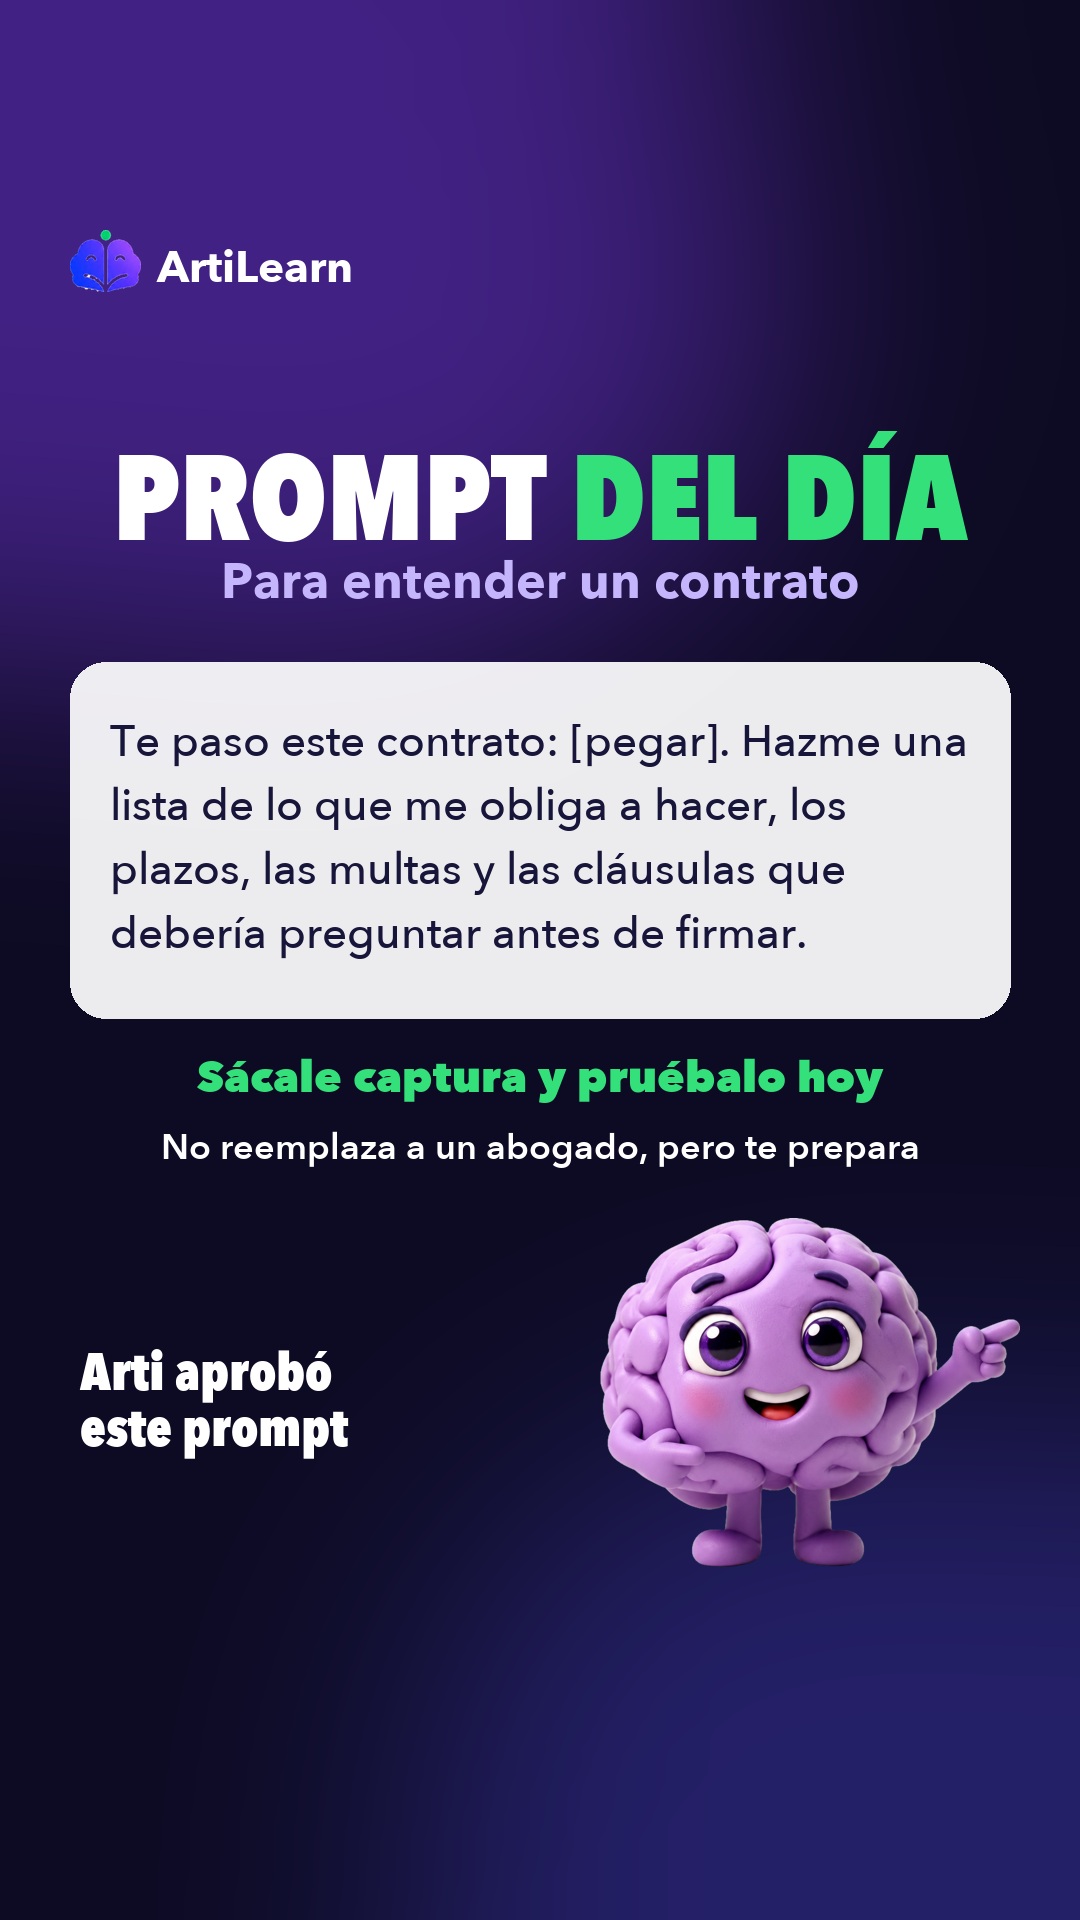 ArtiLearn
PROMPT DEL DÍA
Para entender un contrato
Te paso este contrato: [pegar]. Hazme una
lista de lo que me obliga a hacer, los
plazos, las multas y las cláusulas que
debería preguntar antes de firmar.
Sácale captura y pruébalo hoy
No reemplaza a un abogado, pero te prepara
Arti aprobó
este prompt